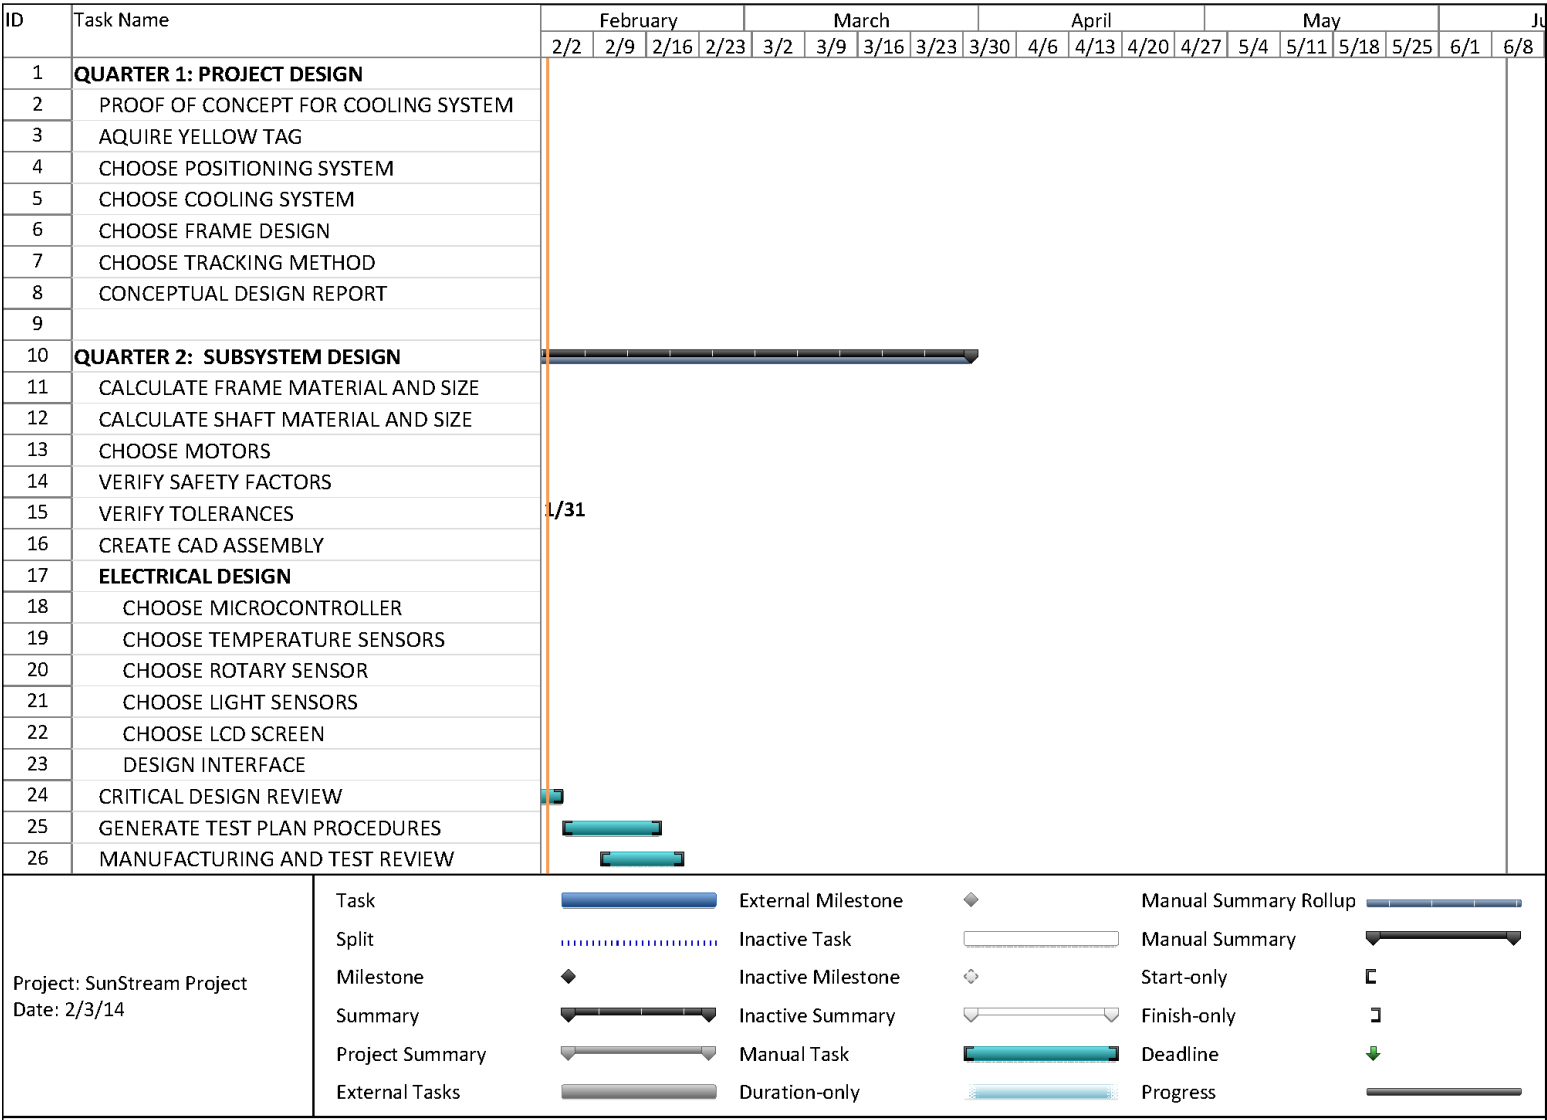 ID Task Name February March April May Ju
2/2 2/9 2/16 2/23 3/2 3/9 3/16 3/23 3/30 4/6 4/13 4/20 4/27 5/4 5/11 5/18 5/25 6/1 6/8
1 QUARTER 1: PROJECT DESIGN
2 PROOF OF CONCEPT FOR COOLING SYSTEM
3 AQUIRE YELLOW TAG
4 CHOOSE POSITIONING SYSTEM
5 CHOOSE COOLING SYSTEM
6 CHOOSE FRAME DESIGN
7 CHOOSE TRACKING METHOD
8 CONCEPTUAL DESIGN REPORT
9
10 QUARTER 2: SUBSYSTEM DESIGN
11 CALCULATE FRAME MATERIAL AND SIZE
12 CALCULATE SHAFT MATERIAL AND SIZE
13 CHOOSE MOTORS
14 VERIFY SAFETY FACTORS
15 VERIFY TOLERANCES 1/31
16 CREATE CAD ASSEMBLY
17 ELECTRICAL DESIGN
18 CHOOSE MICROCONTROLLER
19 CHOOSE TEMPERATURE SENSORS
20 CHOOSE ROTARY SENSOR
21 CHOOSE LIGHT SENSORS
22 CHOOSE LCD SCREEN
23 DESIGN INTERFACE
24 CRITICAL DESIGN REVIEW
25 GENERATE TEST PLAN PROCEDURES
26 MANUFACTURING AND TEST REVIEW
Project: SunStream Project
Date: 2/3/14
Task
Split
Milestone
Summary
Project Summary
External Tasks
External Milestone
Inactive Task
Inactive Milestone
Inactive Summary
Manual Task
Duration-only
Manual Summary Rollup
Manual Summary
Start-only
Finish-only
Deadline
Progress